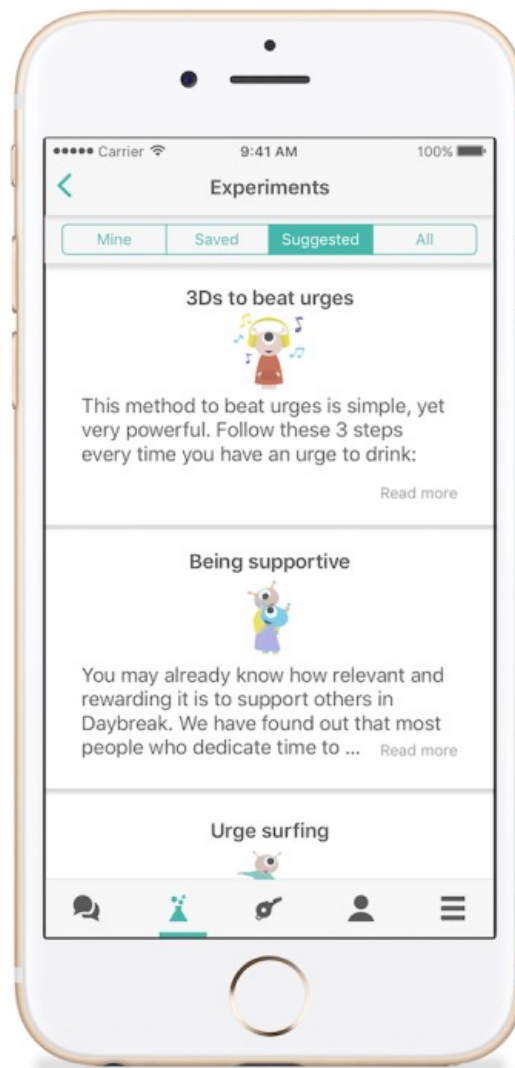 Carrier 9:41 AM 100%
Experiments
Mine Saved Suggested All
3Ds to beat urges
This method to beat urges is simple, yet
very powerful. Follow these 3 steps
every time you have an urge to drink:
Read more
Being supportive
You may already know how relevant and
rewarding it is to support others in
Daybreak. We have found out that most
people who dedicate time to ... Read more
Urge surfing